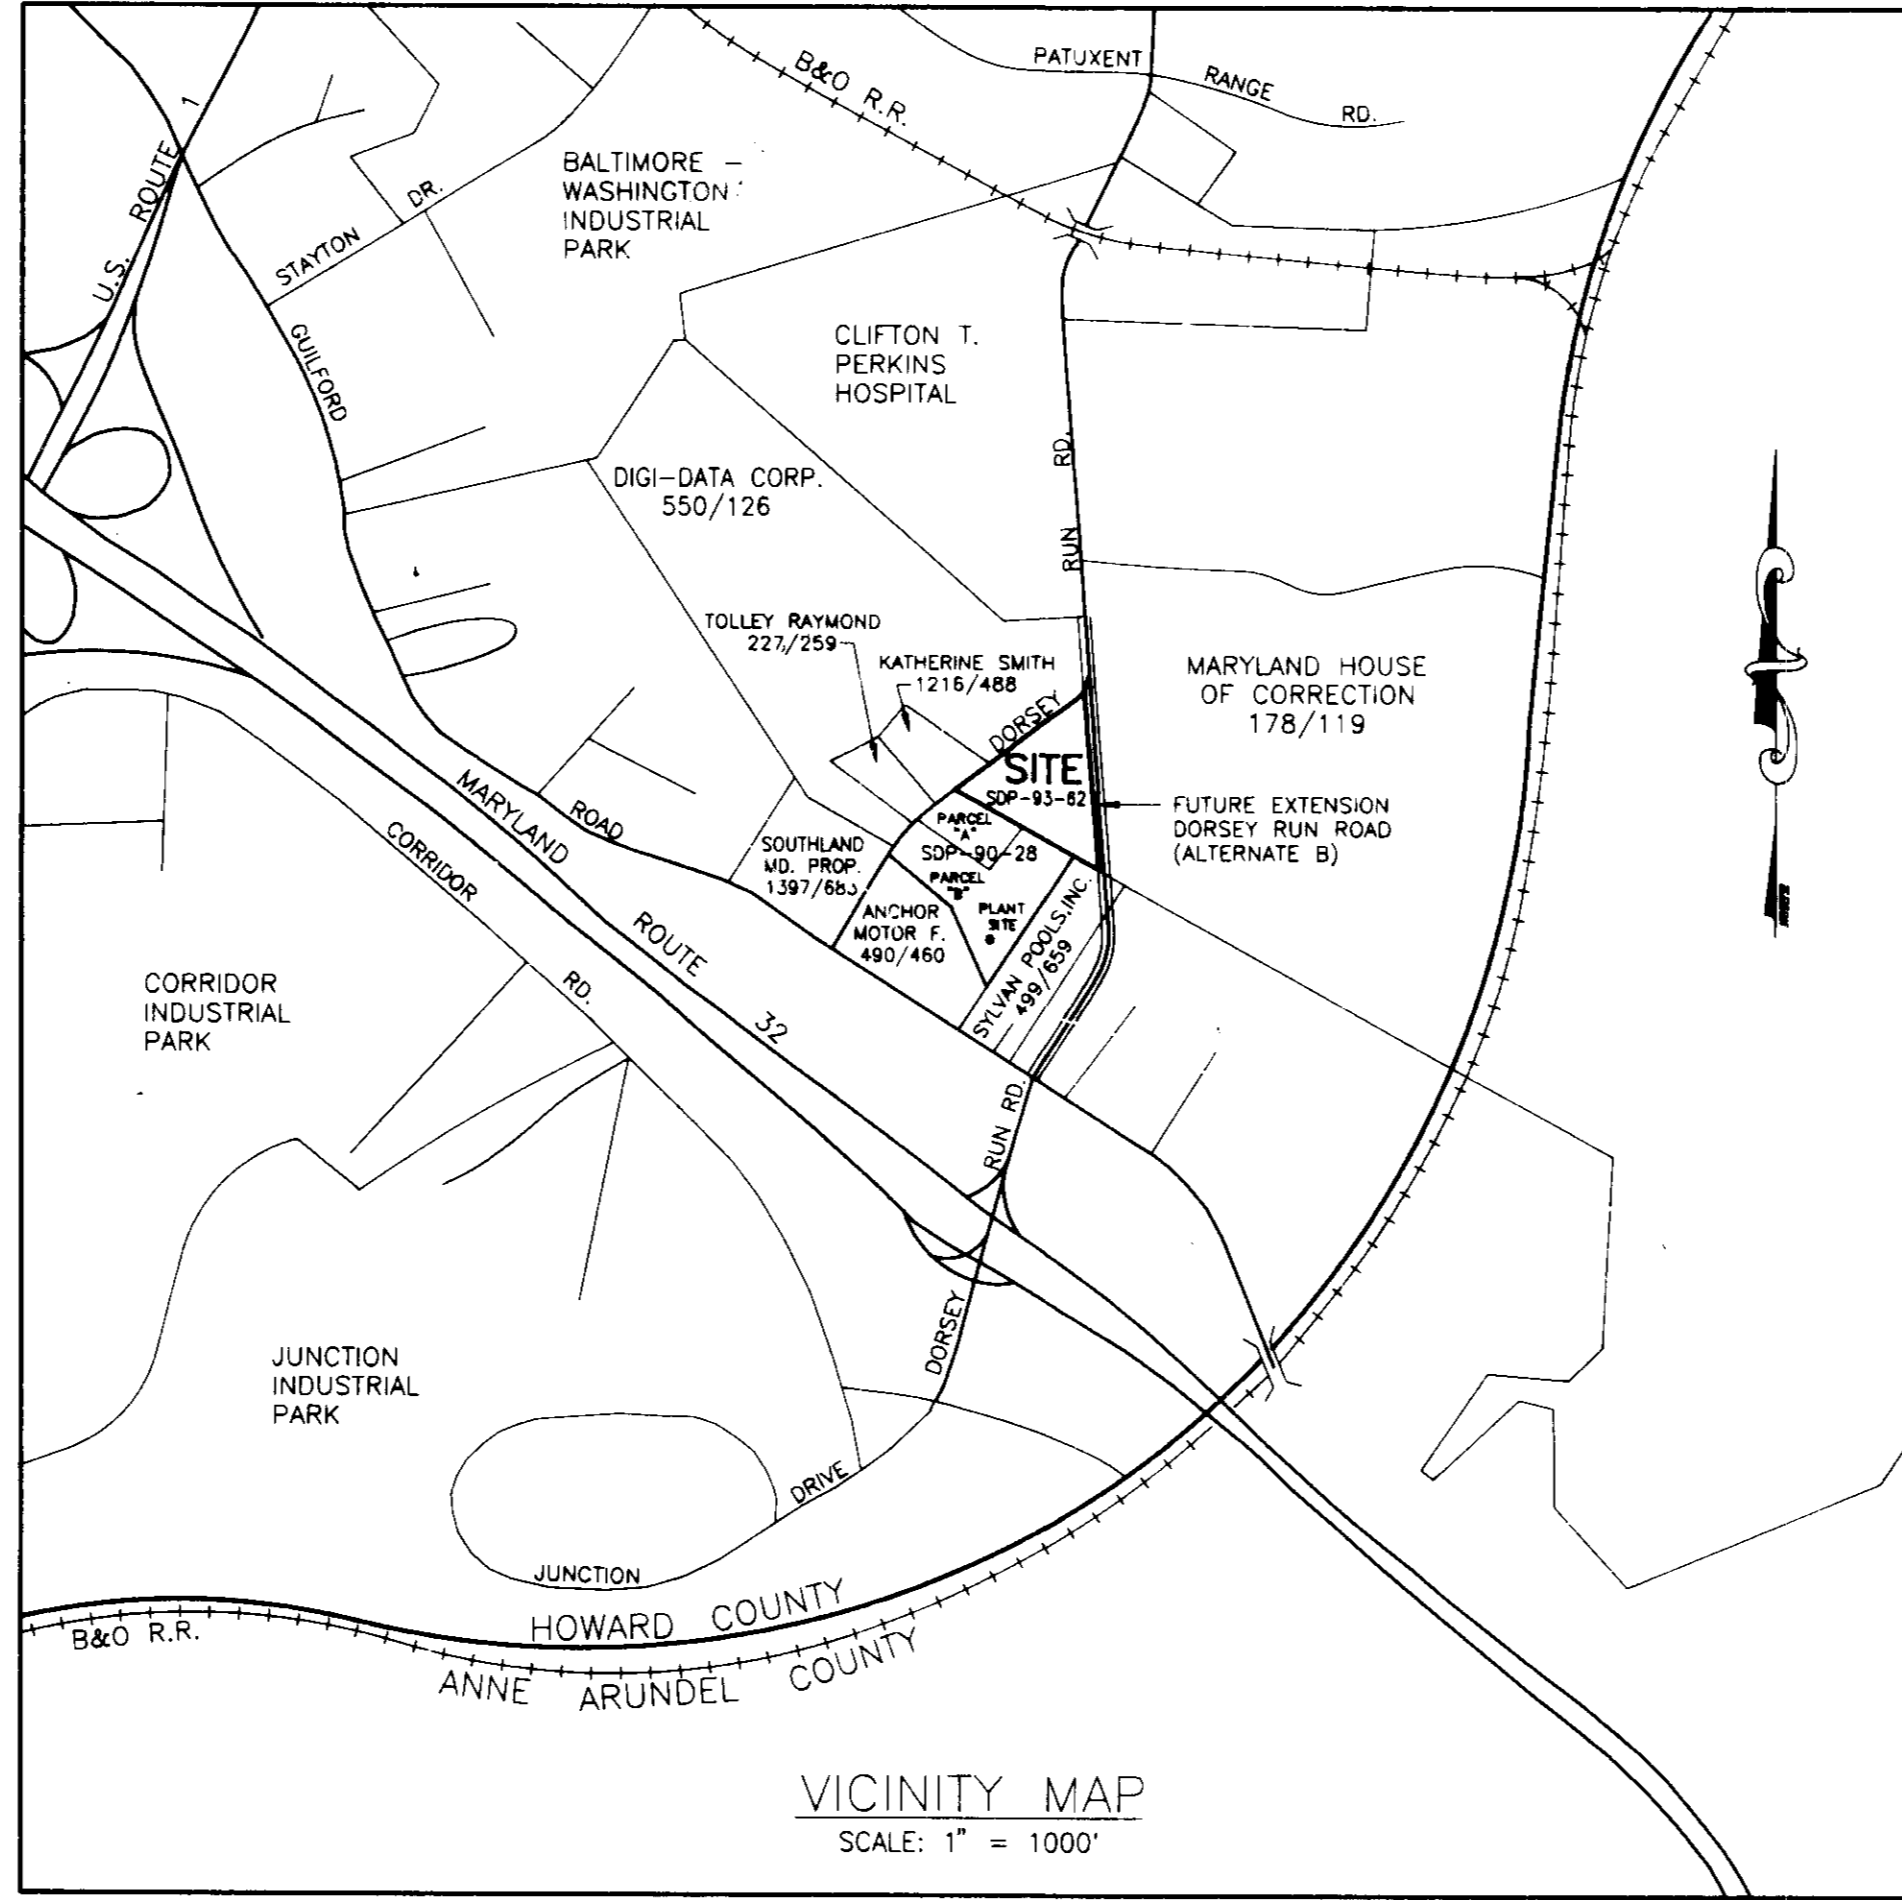 PATUXENT RANGE RD.
B&O R.R.
U.S. ROUTE 1
BALTIMORE –
WASHINGTON
INDUSTRIAL
PARK
STAYTON DR.
GUILFORD
CLIFTON T.
PERKINS
HOSPITAL
RUN RD.
DIGI-DATA CORP.
550/126
TOLLEY RAYMOND
227/259
KATHERINE SMITH
1216/488
MARYLAND HOUSE
OF CORRECTION
178/119
DORSEY
SITE
SDP-93-62
FUTURE EXTENSION
DORSEY RUN ROAD
(ALTERNATE B)
PARCEL
"A"
SDP-90-28
PARCEL
"B"
PLANT
SITE
SOUTHLAND
MD. PROP.
ANCHOR
MOTOR F.
490/460
SYLVAN POOLS, INC.
499/659
ROAD
MARYLAND ROUTE 32
CORRIDOR RD.
CORRIDOR
INDUSTRIAL
PARK
RUN RD.
DORSEY
JUNCTION
INDUSTRIAL
PARK
DRIVE
JUNCTION
HOWARD COUNTY
B&O R.R.
ANNE ARUNDEL COUNTY
VICINITY MAP
SCALE: 1" = 1000'